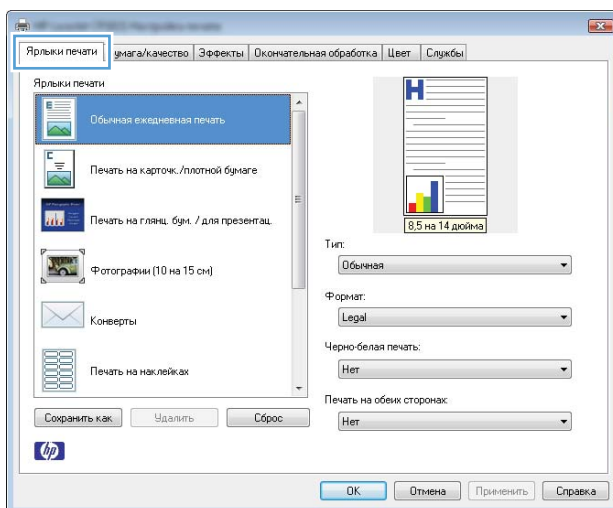 Ярлыки печати
Бумага/качество
Эффекты
Окончательная обработка
Цвет
Службы
Ярлыки печати
Обычная ежедневная печать
Печать на карточк./плотной бумаге
Печать на глянц. бум. / для презентац.
Фотографии (10 на 15 см)
Конверты
Печать на наклейках
Сохранить как
Удалить
Сброс
8,5 на 14 дюйма
Тип:
Обычная
Формат:
Legal
Черно-белая печать:
Нет
Печать на обеих сторонах:
Нет
hp
OK
Отмена
Применить
Справка